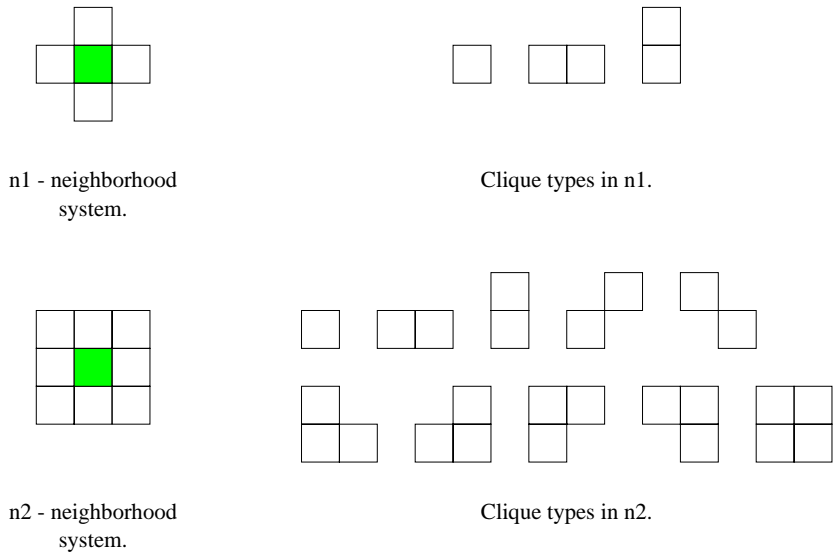 n1 - neighborhood
system.
Clique types in n1.
n2 - neighborhood
system.
Clique types in n2.